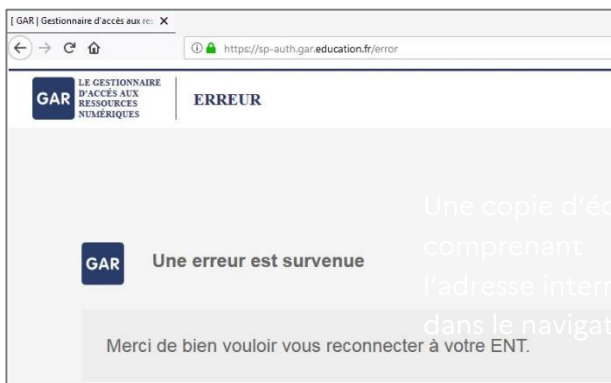 [ GAR | Gestionnaire d'accès aux res
https://sp-auth.gar.education.fr/error
GAR
LE GESTIONNAIRE
D'ACCÈS AUX
RESSOURCES
NUMÉRIQUES
ERREUR
Une copie d'éc
comprenant
l'adresse intern
dans le navigat
GAR
Une erreur est survenue
Merci de bien vouloir vous reconnecter à votre ENT.